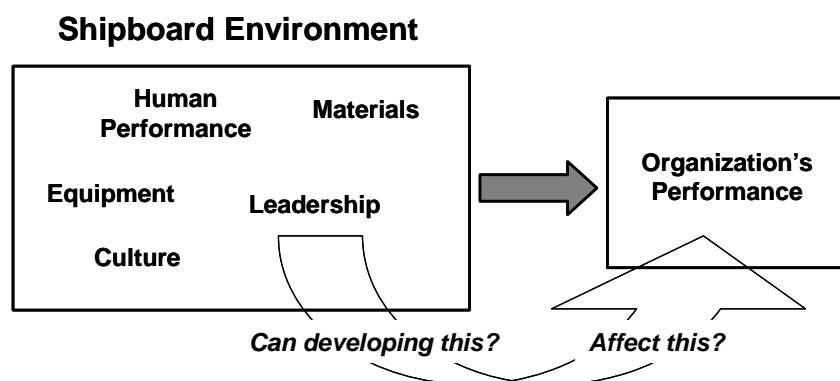 Shipboard Environment
Human
Performance
Materials
Equipment
Leadership
Culture
Organization's
Performance
Can developing this?
Affect this?